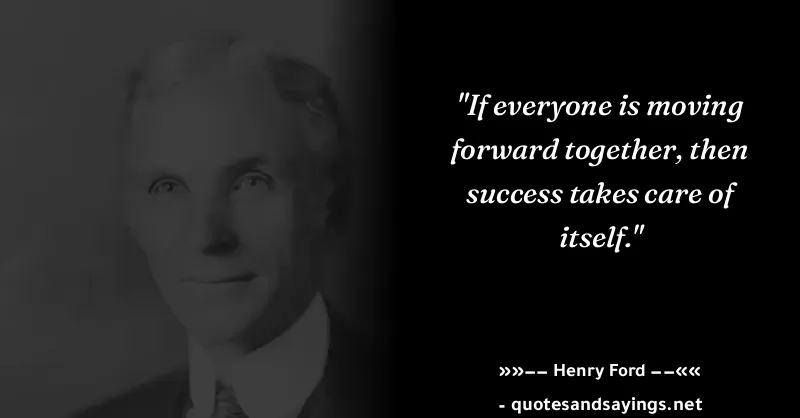 "If everyone is moving
forward together, then
success takes care of
itself."
»»−− Henry Ford −−««
- quotesandsayings.net